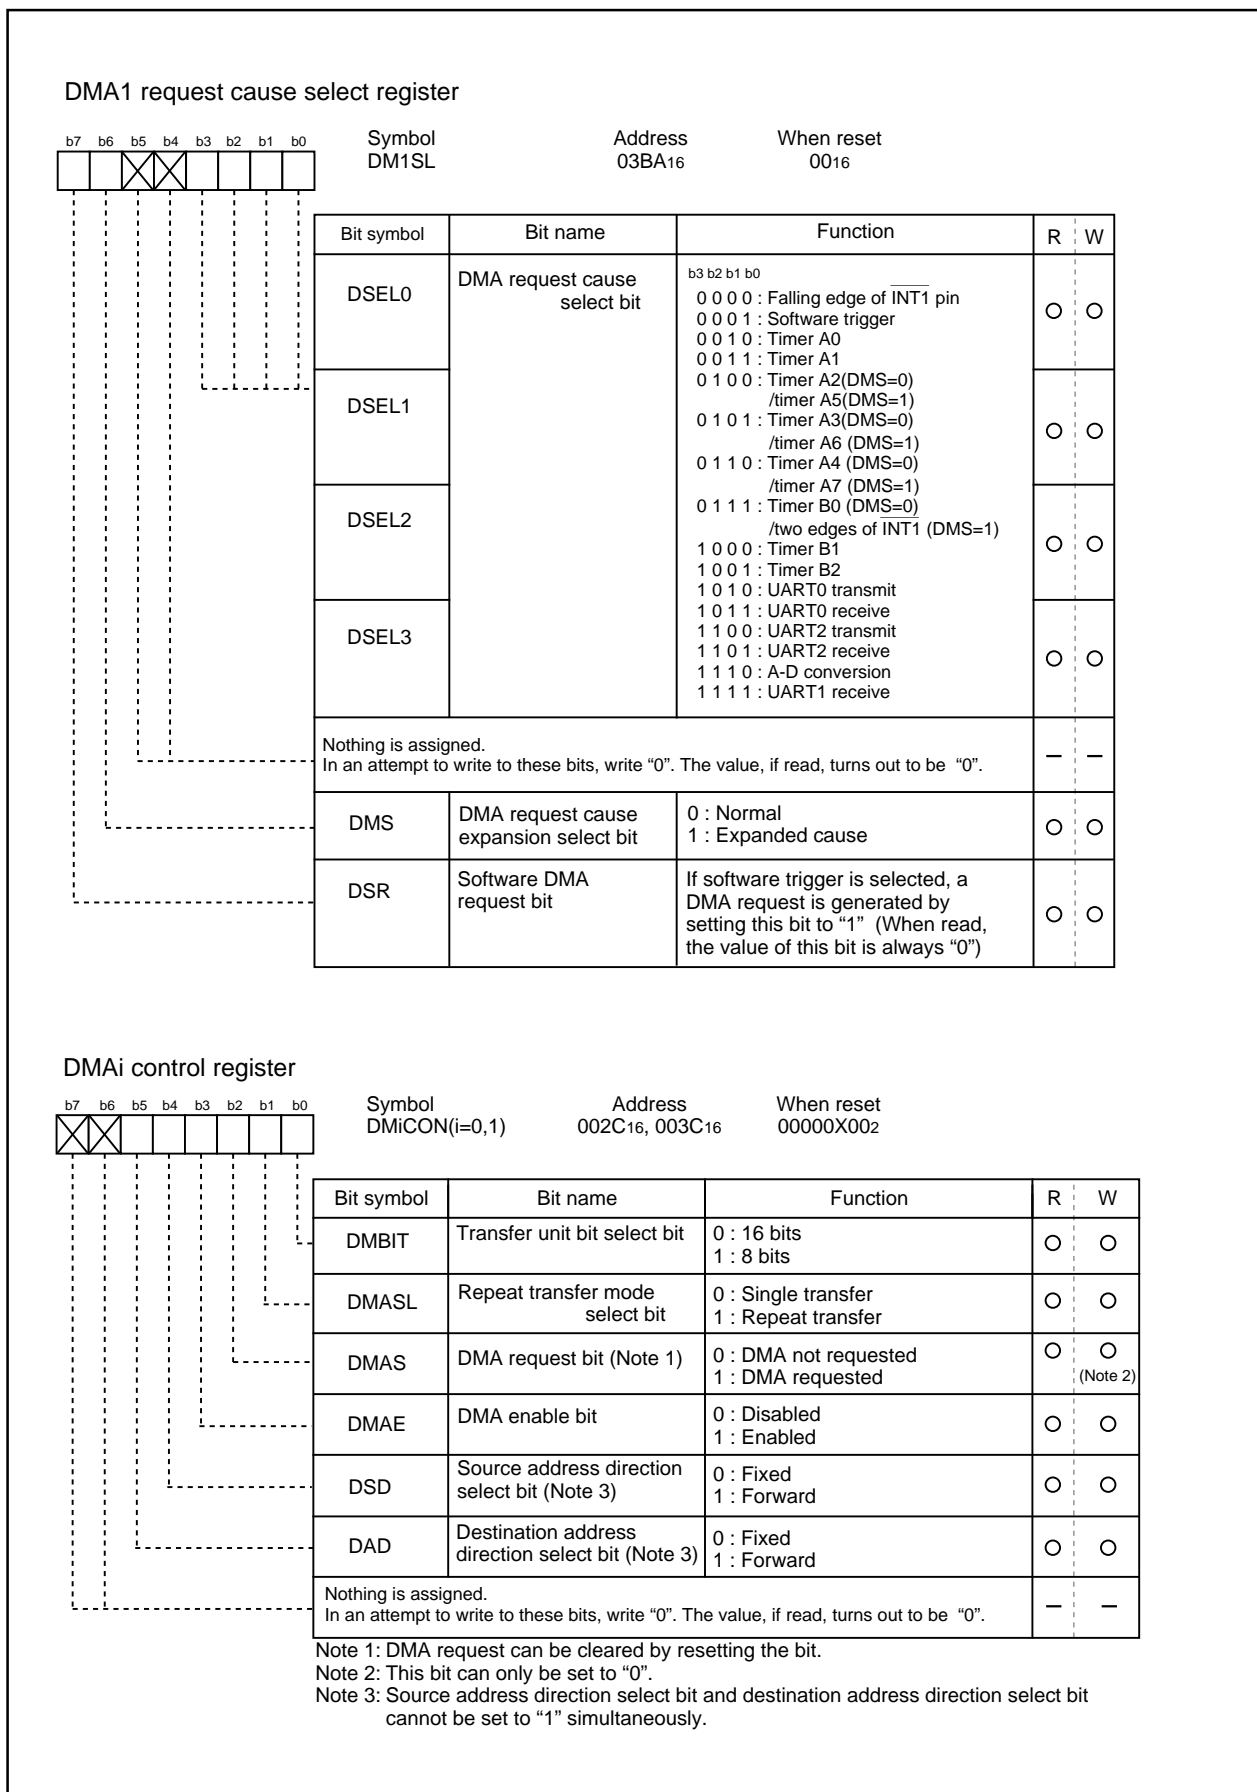 DMA1 request cause select register
b7 b6 b5 b4 b3 b2 b1 b0
Symbol Address When reset
DM1SL 03BA16 0016
Bit symbol Bit name Function R W
DSEL0 DMA request cause select bit
b3 b2 b1 b0
0 0 0 0 : Falling edge of INT1 pin
0 0 0 1 : Software trigger
0 0 1 0 : Timer A0
0 0 1 1 : Timer A1
DSEL1
0 1 0 0 : Timer A2(DMS=0)
/timer A5(DMS=1)
0 1 0 1 : Timer A3(DMS=0)
/timer A6 (DMS=1)
0 1 1 0 : Timer A4 (DMS=0)
/timer A7 (DMS=1)
DSEL2
0 1 1 1 : Timer B0 (DMS=0)
/two edges of INT1 (DMS=1)
1 0 0 0 : Timer B1
1 0 0 1 : Timer B2
1 0 1 0 : UART0 transmit
1 0 1 1 : UART0 receive
DSEL3
1 1 0 0 : UART2 transmit
1 1 0 1 : UART2 receive
1 1 1 0 : A-D conversion
1 1 1 1 : UART1 receive
Nothing is assigned.
In an attempt to write to these bits, write “0”. The value, if read, turns out to be “0”.
DMS
DMA request cause
expansion select bit
0 : Normal
1 : Expanded cause
DSR
Software DMA
request bit
If software trigger is selected, a
DMA request is generated by
setting this bit to “1” (When read,
the value of this bit is always “0”)
DMAi control register
b7 b6 b5 b4 b3 b2 b1 b0
Symbol Address When reset
DMiCON(i=0,1) 002C16, 003C16 00000X002
Bit symbol Bit name Function R W
DMBIT
Transfer unit bit select bit
0 : 16 bits
1 : 8 bits
DMASL
Repeat transfer mode
select bit
0 : Single transfer
1 : Repeat transfer
DMAS
DMA request bit (Note 1)
0 : DMA not requested
1 : DMA requested
(Note 2)
DMAE
DMA enable bit
0 : Disabled
1 : Enabled
DSD
Source address direction
select bit (Note 3)
0 : Fixed
1 : Forward
DAD
Destination address
direction select bit (Note 3)
0 : Fixed
1 : Forward
Nothing is assigned.
In an attempt to write to these bits, write “0”. The value, if read, turns out to be “0”.
Note 1: DMA request can be cleared by resetting the bit.
Note 2: This bit can only be set to “0”.
Note 3: Source address direction select bit and destination address direction select bit
cannot be set to “1” simultaneously.